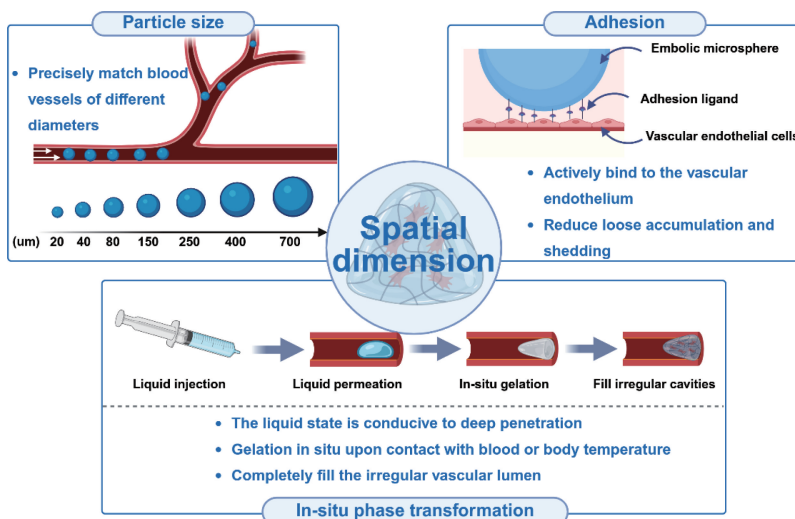 Particle size
• Precisely match blood
vessels of different
diameters
(um) 20 40 80 150 250 400 700
Adhesion
Embolic microsphere
Adhesion ligand
Vascular endothelial cells
• Actively bind to the vascular
endothelium
• Reduce loose accumulation and
shedding
Spatial
dimension
Liquid injection
Liquid permeation
In-situ gelation
Fill irregular cavities
• The liquid state is conducive to deep penetration
• Gelation in situ upon contact with blood or body temperature
• Completely fill the irregular vascular lumen
In-situ phase transformation